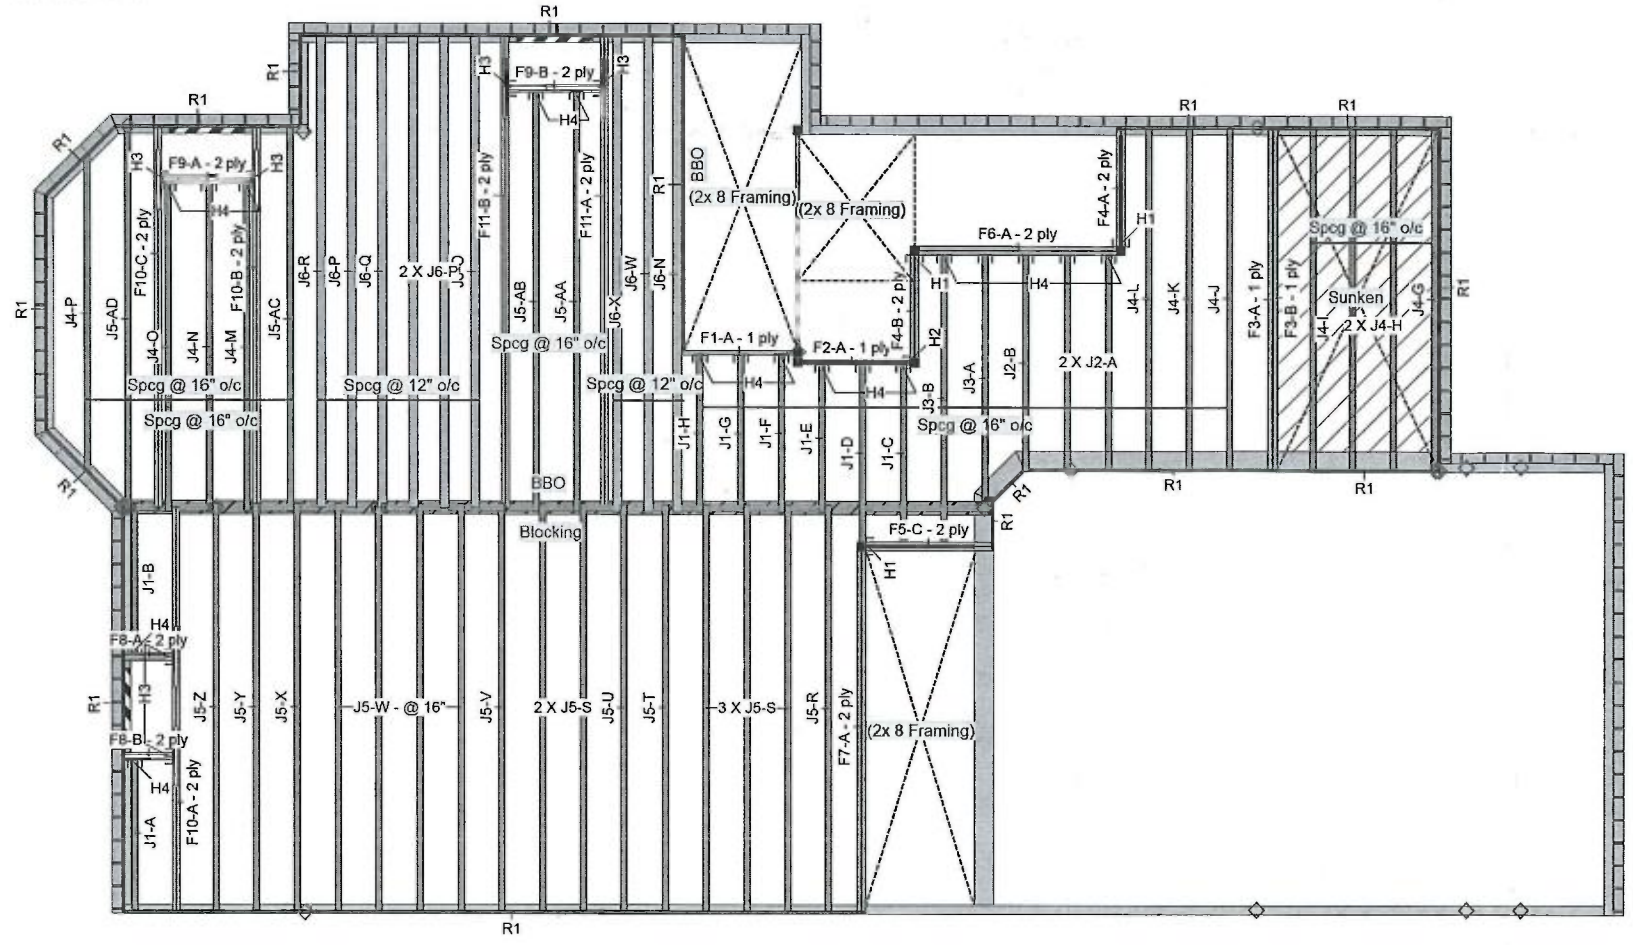 R1
R1
H3
F9-B - 2 ply
H3
H4
R1
R1
R1
R1
H3
F9-A - 2 ply
H3
H4
F11-B - 2 ply
F11-A - 2 ply
R1
BBO
(2x 8 Framing)
(2x 8 Framing)
F4-A - 2 ply
H1
F6-A - 2 ply
H1
H4
Spcg @ 16" o/c
R1
R1
J4-P
J5-AD
F10-C - 2 ply
J4-O
J4-N
J4-M
F10-B - 2 ply
J5-AC
J6-R
J6-P
J6-Q
2 X J6-P
J5-AB
J5-AA
J6-X
J6-W
J6-N
F4-B - 2 ply
H2
J4-L
J4-K
J4-J
F3-A - 1 ply
F3-B - 1 ply
J4-I
Sunken
2 X J4-H
J4-G
Spcg @ 16" o/c
F1-A - 1 ply
F2-A - 1 ply
H4
H4
J3-B
J3-A
J2-B
2 X J2-A
Spcg @ 16" o/c
Spcg @ 12" o/c
Spcg @ 12" o/c
Spcg @ 16" o/c
Spcg @ 16" o/c
J1-H
J1-G
J1-F
J1-E
J1-D
J1-C
R1
BBO
R1
R1
R1
R1
Blocking
F5-C - 2 ply
H1
J1-B
H4
F8-A - 2 ply
H3
R1
F8-B - 2 ply
H4
J1-A
F10-A - 2 ply
J5-Z
J5-Y
J5-X
J5-W - @ 16"
J5-V
2 X J5-S
J5-U
J5-T
3 X J5-S
J5-R
F7-A - 2 ply
(2x 8 Framing)
R1